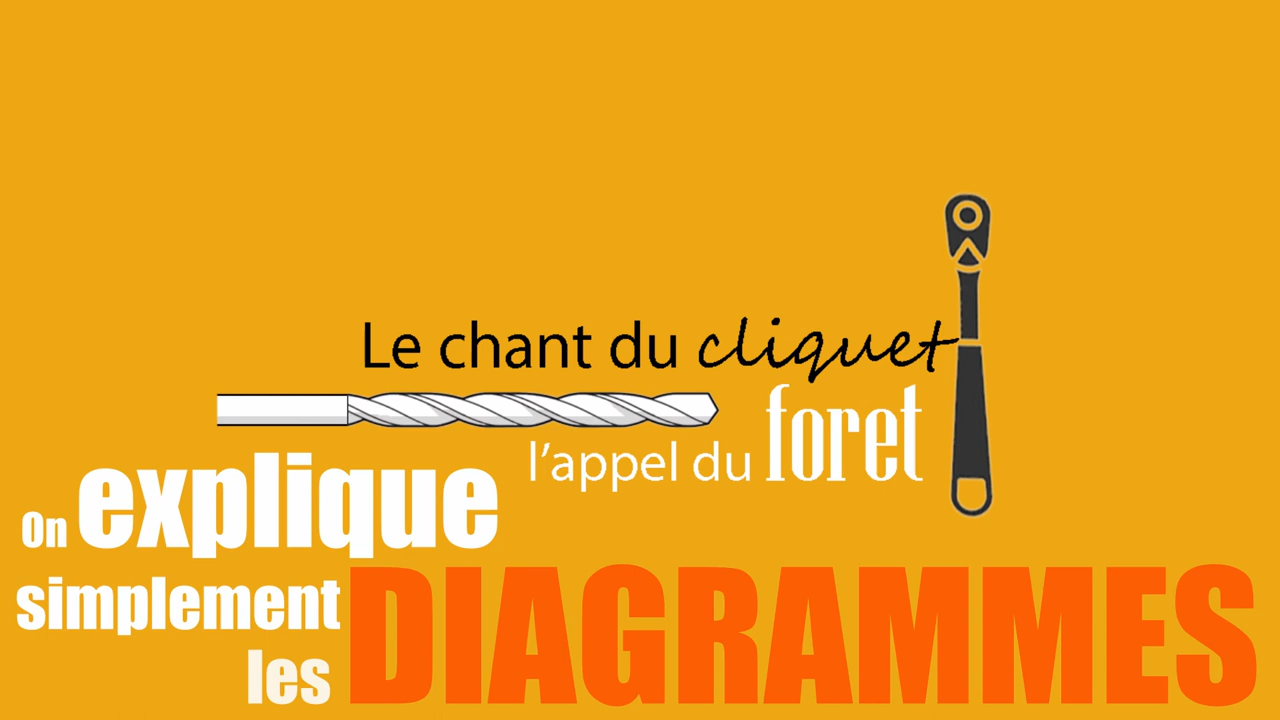 Le chant du cliquet
l'appel du foret
On explique
simplement
les DIAGRAMMES